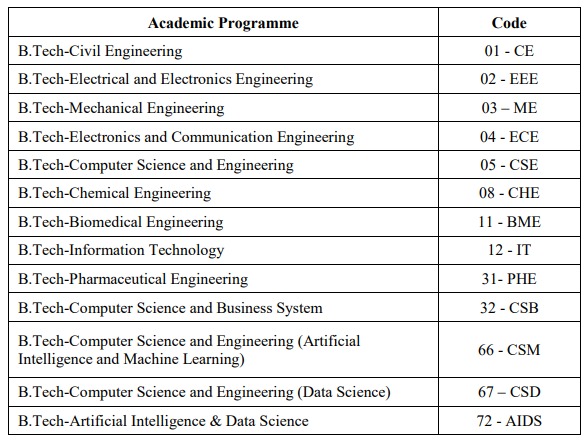 Academic Programme Code
B.Tech-Civil Engineering 01 - CE
B.Tech-Electrical and Electronics Engineering 02 - EEE
B.Tech-Mechanical Engineering 03 – ME
B.Tech-Electronics and Communication Engineering 04 - ECE
B.Tech-Computer Science and Engineering 05 - CSE
B.Tech-Chemical Engineering 08 - CHE
B.Tech-Biomedical Engineering 11 - BME
B.Tech-Information Technology 12 - IT
B.Tech-Pharmaceutical Engineering 31- PHE
B.Tech-Computer Science and Business System 32 - CSB
B.Tech-Computer Science and Engineering (Artificial
Intelligence and Machine Learning) 66 - CSM
B.Tech-Computer Science and Engineering (Data Science) 67 – CSD
B.Tech-Artificial Intelligence & Data Science 72 - AIDS